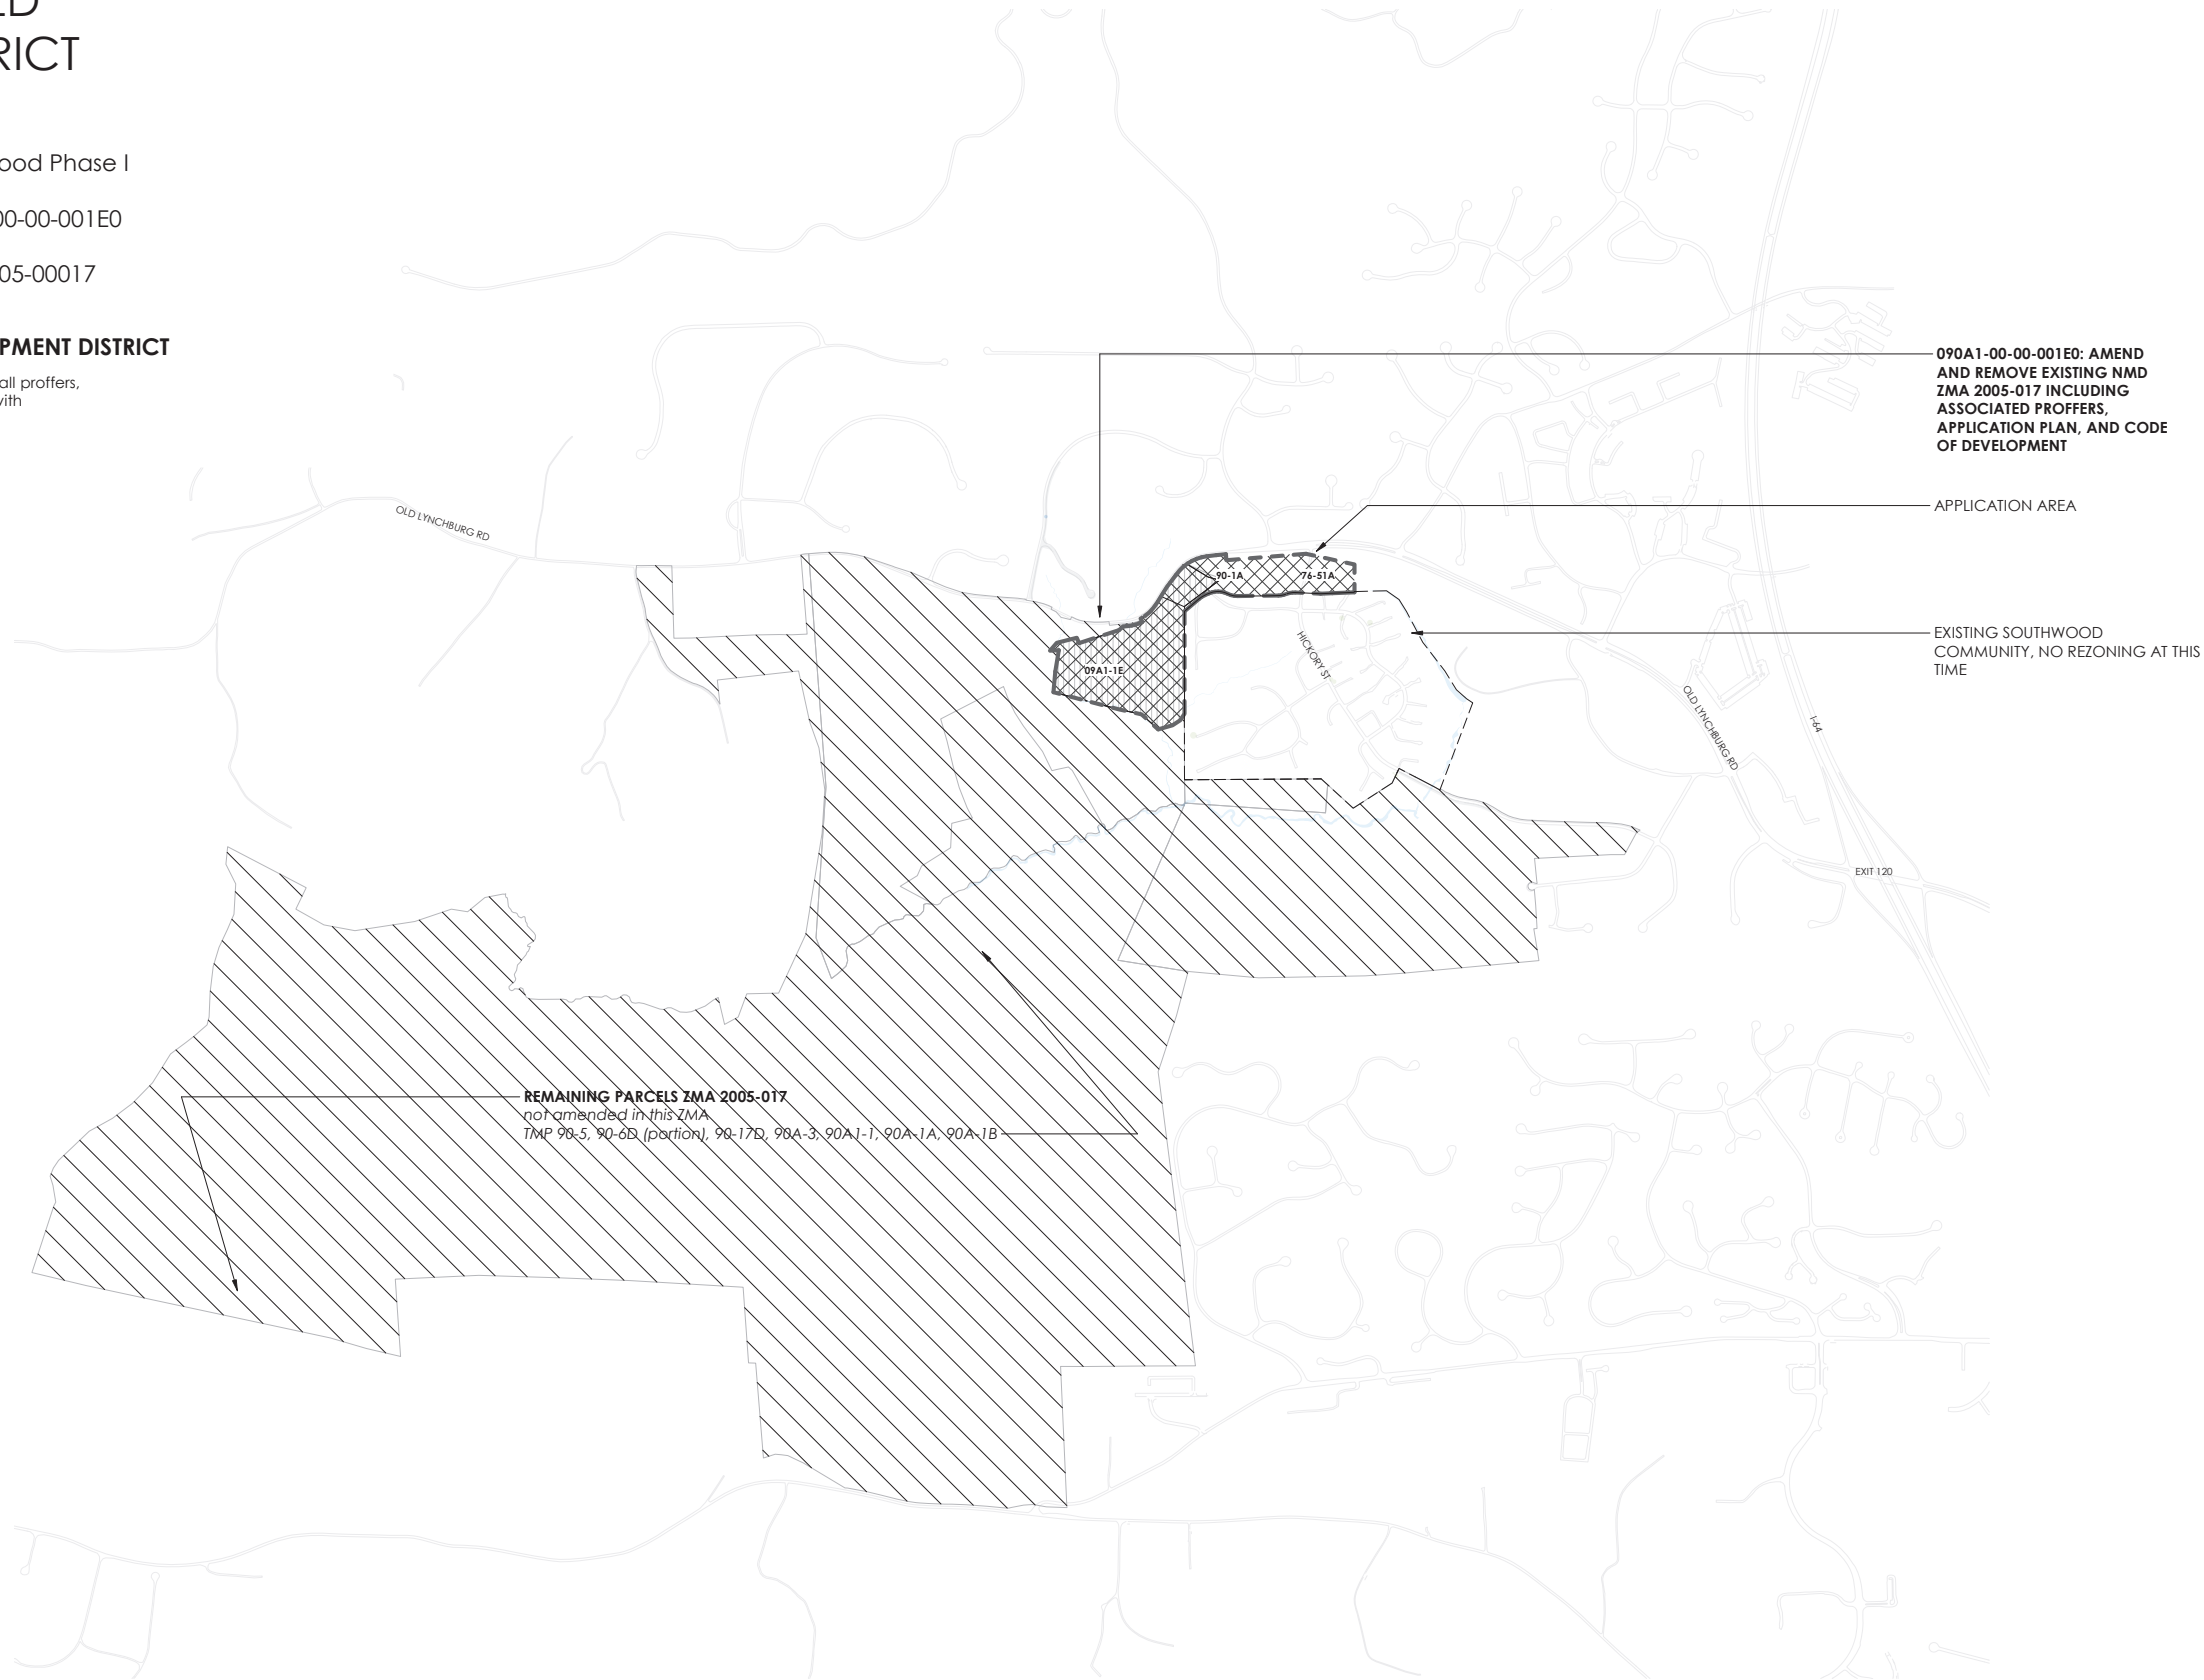 RICT
ood Phase I
00-00-001E0
05-00017
PMENT DISTRICT
all proffers,
with
OLD LYNCHBURG RD
090A1-00-00-001E0: AMEND
AND REMOVE EXISTING NMD
ZMA 2005-017 INCLUDING
ASSOCIATED PROFFERS,
APPLICATION PLAN, AND CODE
OF DEVELOPMENT
APPLICATION AREA
90-1A
76-51A
EXISTING SOUTHWOOD
COMMUNITY, NO REZONING AT THIS
TIME
HICKORY ST
09A1-1E
OLD LYNCHBURG RD
I-64
EXIT 120
REMAINING PARCELS ZMA 2005-017
not amended in this ZMA
TMP 90-5, 90-6D (portion), 90-17D, 90A-3, 90A1-1, 90A-1A, 90A-1B